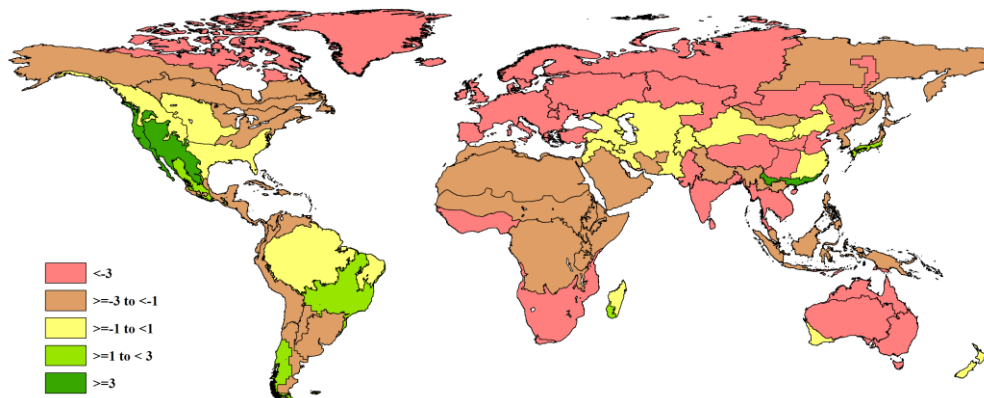 <-3
>=-3 to <-1
>=-1 to <1
>=1 to < 3
>=3